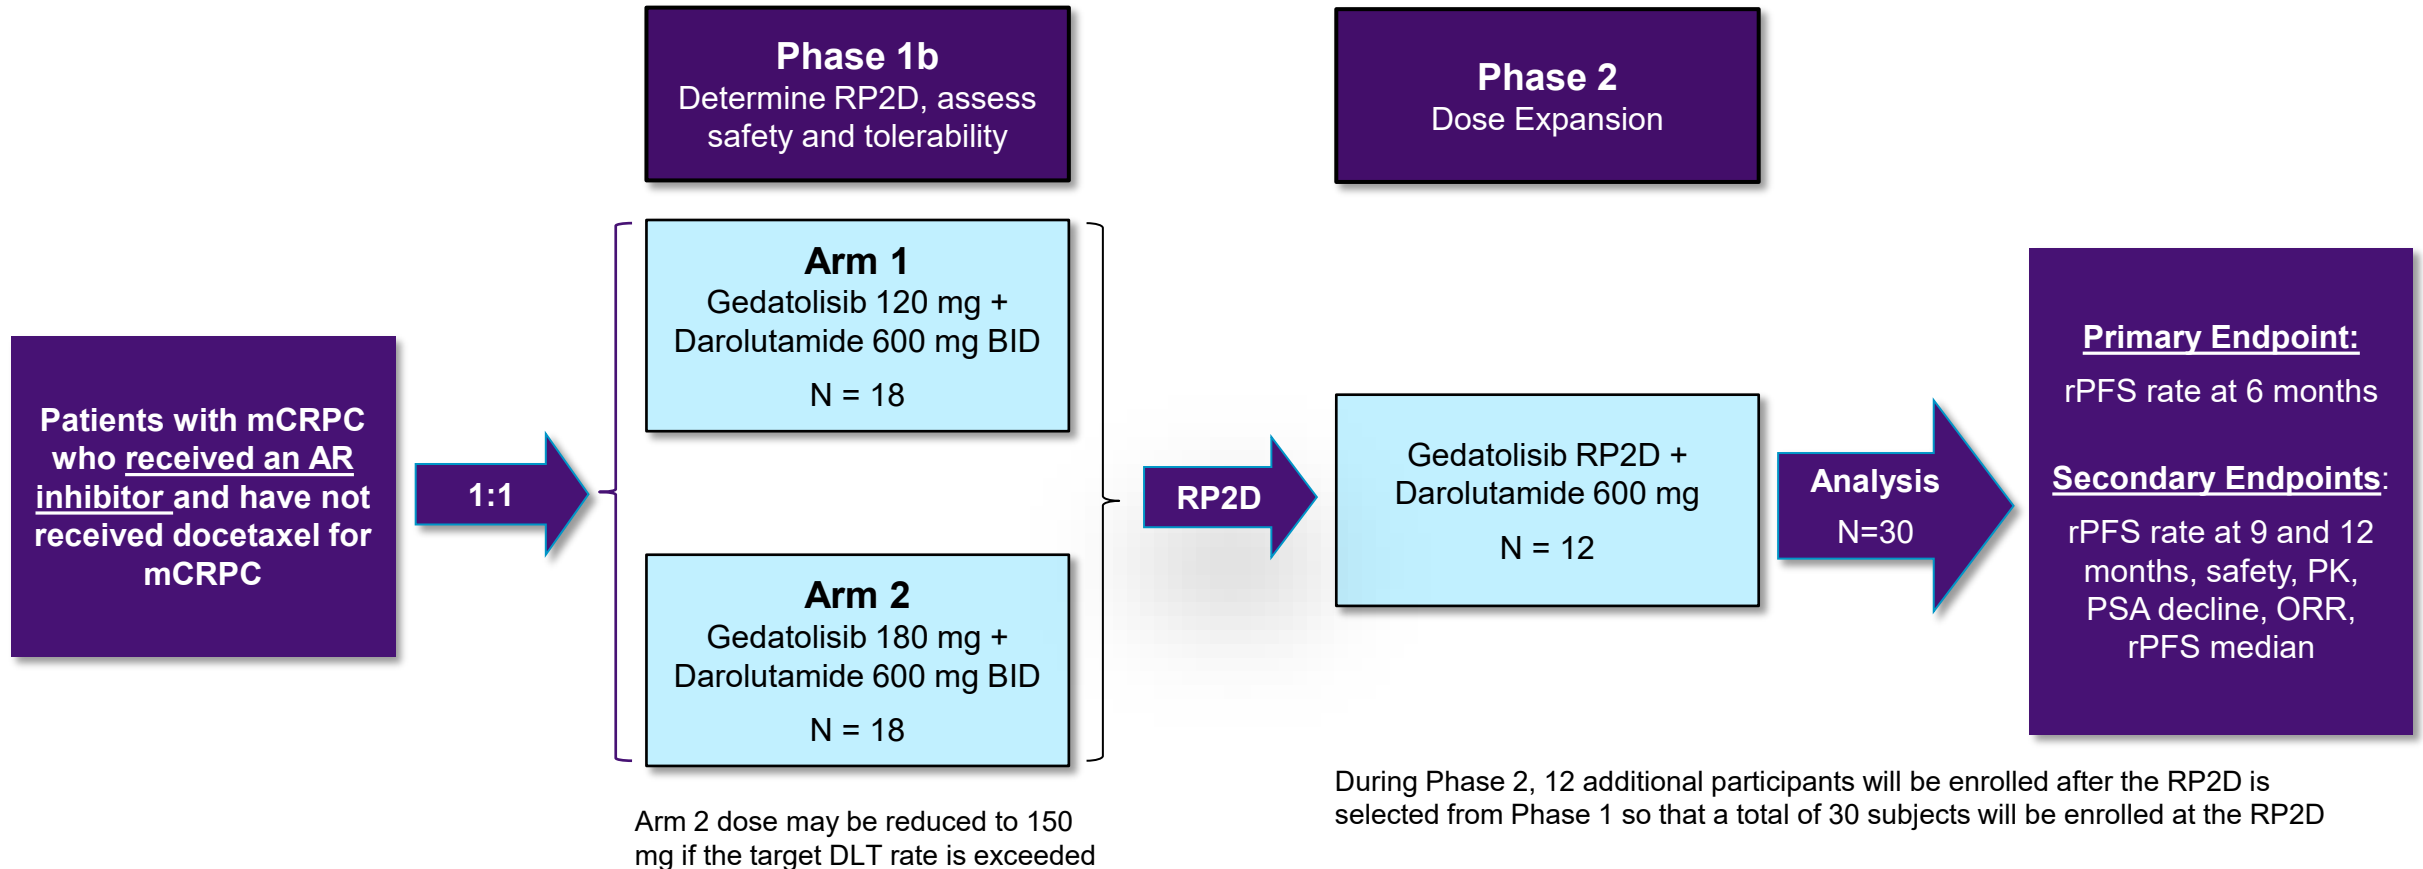 Phase 1b
Determine RP2D, assess
safety and tolerability
Phase 2
Dose Expansion
Patients with mCRPC
who received an AR
inhibitor and have not
received docetaxel for
mCRPC
1:1
Arm 1
Gedatolisib 120 mg +
Darolutamide 600 mg BID
N = 18
Arm 2
Gedatolisib 180 mg +
Darolutamide 600 mg BID
N = 18
Arm 2 dose may be reduced to 150
mg if the target DLT rate is exceeded
RP2D
Gedatolisib RP2D +
Darolutamide 600 mg
N = 12
During Phase 2, 12 additional participants will be enrolled after the RP2D is
selected from Phase 1 so that a total of 30 subjects will be enrolled at the RP2D
Analysis
N=30
Primary Endpoint:
rPFS rate at 6 months
Secondary Endpoints:
rPFS rate at 9 and 12
months, safety, PK,
PSA decline, ORR,
rPFS median